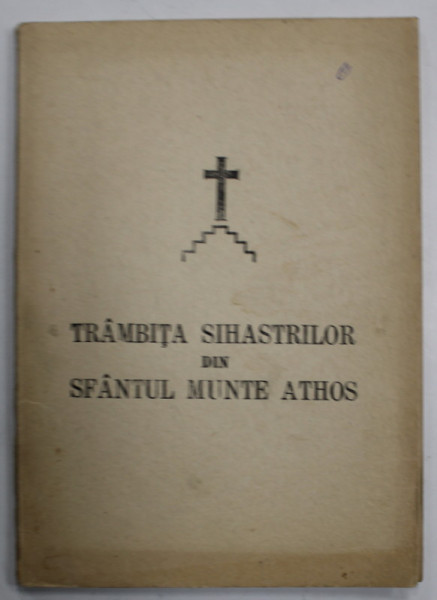 TRÂMBIȚA SIHASTRILOR
DIN
SFÂNTUL MUNTE ATHOS